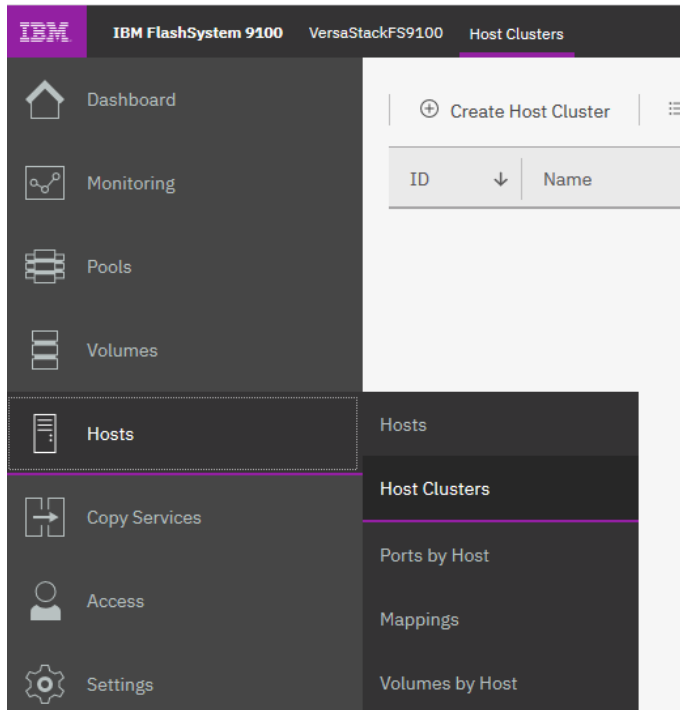 IBM IBM FlashSystem 9100 VersaStackFS9100 Host Clusters
Dashboard
Create Host Cluster
Monitoring
ID Name
Pools
Volumes
Hosts
Copy Services
Access
Settings
Hosts
Host Clusters
Ports by Host
Mappings
Volumes by Host